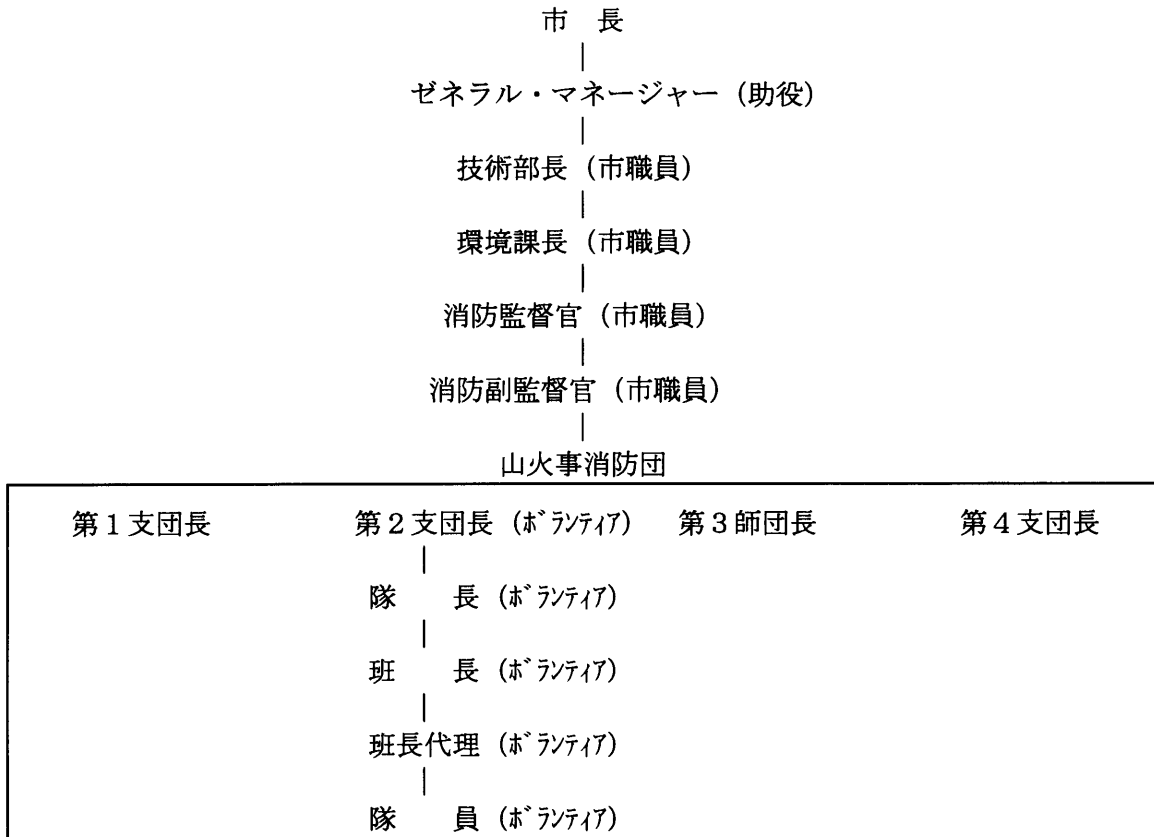 市　長
ゼネラル・マネージャー（助役）
技術部長（市職員）
環境課長（市職員）
消防監督官（市職員）
消防副監督官（市職員）
山火事消防団
第１支団長　第２支団長（ﾎﾞﾗﾝﾃｨｱ）　第３師団長　第４支団長
隊　　長（ﾎﾞﾗﾝﾃｨｱ）
班　　長（ﾎﾞﾗﾝﾃｨｱ）
班長代理（ﾎﾞﾗﾝﾃｨｱ）
隊　　員（ﾎﾞﾗﾝﾃｨｱ）